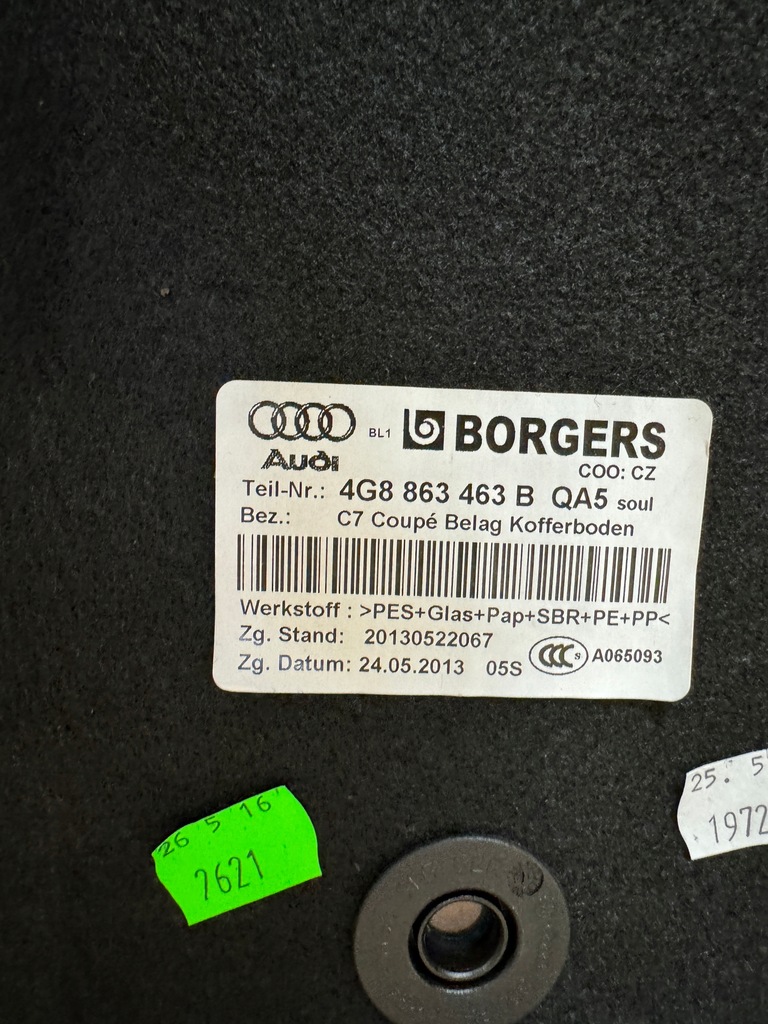 Audi
BL1 BORGERS
COO: CZ
Teil-Nr.: 4G8 863 463 B QA5 soul
Bez.: C7 Coupé Belag Kofferboden
Werkstoff : >PES+Glas+Pap+SBR+PE+PP<
Zg. Stand: 20130522067
Zg. Datum: 24.05.2013 05S CCC s A065093
25. 5
1972
26 5 16
2621